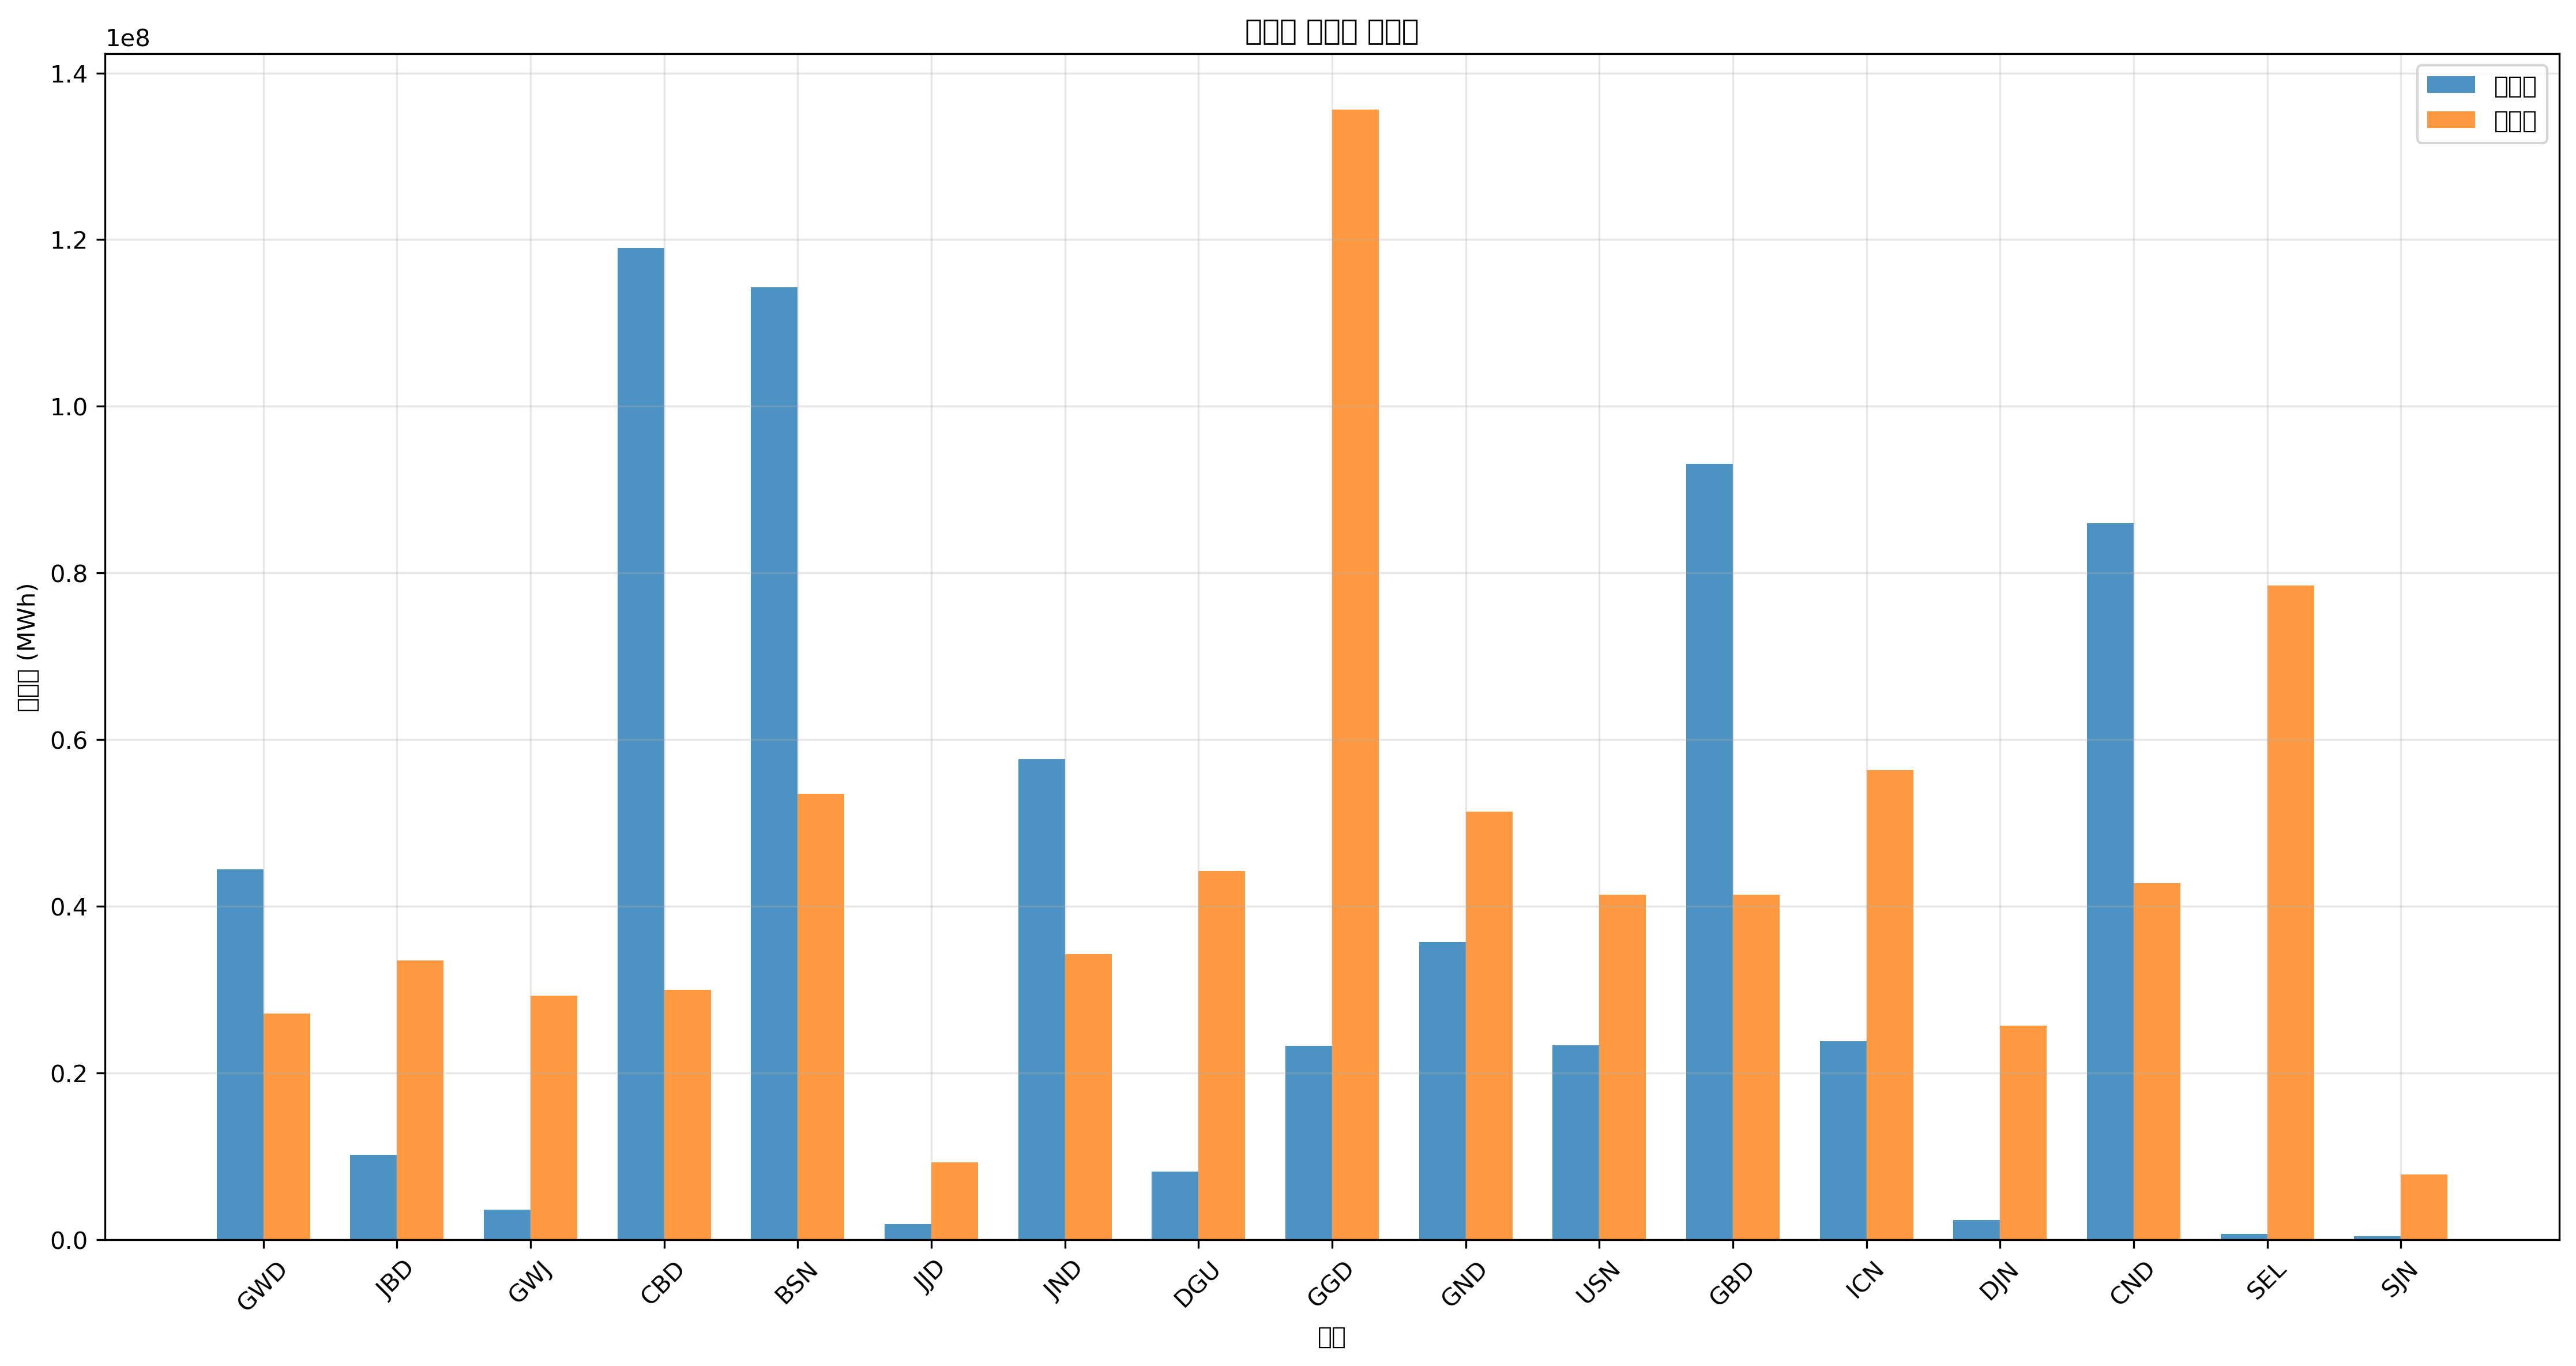 1e8
1.4
1.2
1.0
0.8
0.6
0.4
0.2
0.0
(MWh)
GWD
JBD
GWJ
CBD
BSN
JJD
JND
DGU
GGD
GND
USN
GBD
ICN
DJN
CND
SEL
SJN